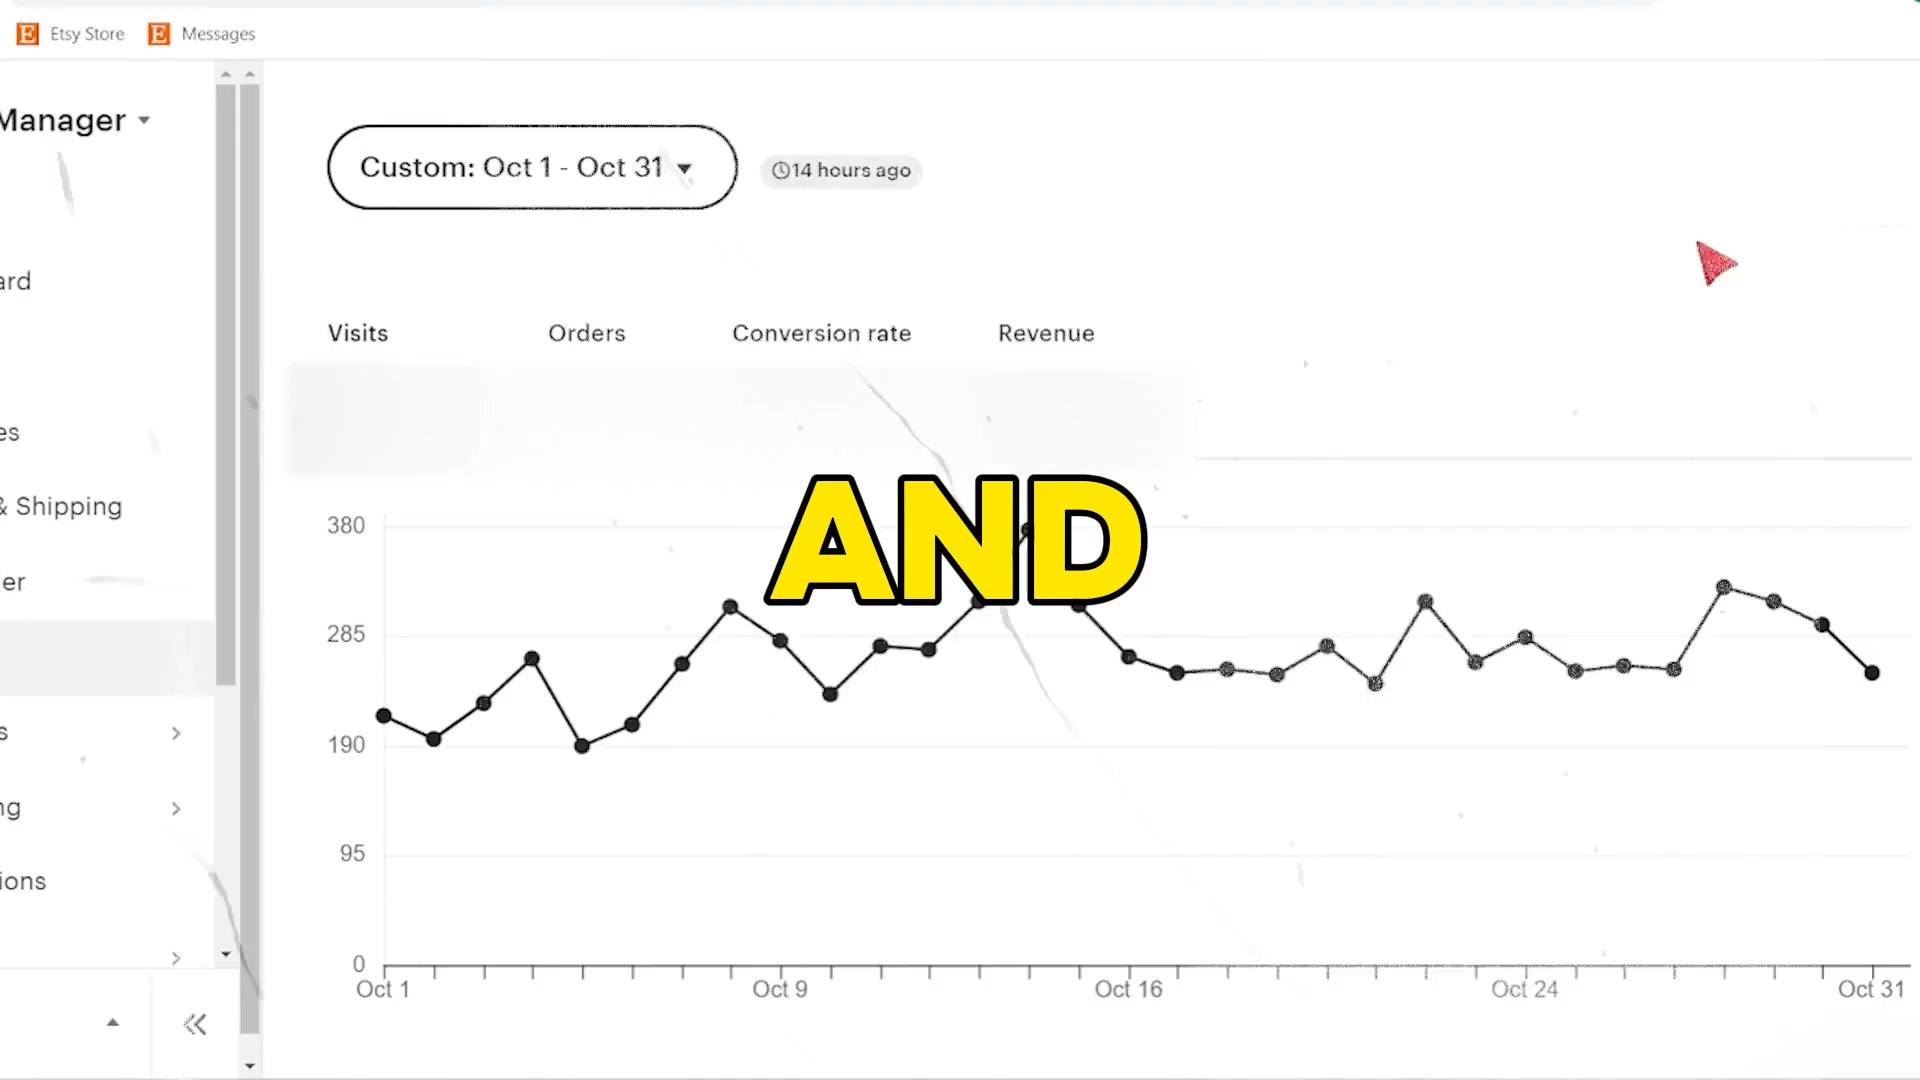 Etsy Store Messages
Manager
Custom: Oct 1 - Oct 31
14 hours ago
ard
Visits Orders Conversion rate Revenue
es
& Shipping
er
s
ng
ions
AND
380
285
190
95
0
Oct 1 Oct 9 Oct 16 Oct 24 Oct 31